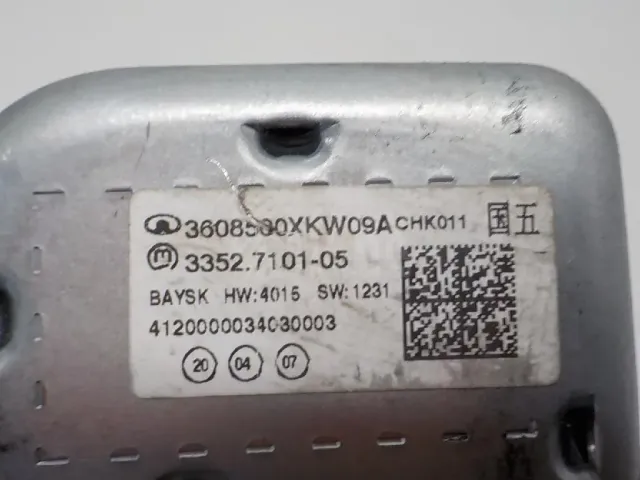 3608500XKW09A CHK011 国五
m 3352.7101-05
BAYSK HW:4015 SW:1231
4120000034030003
20 04 07